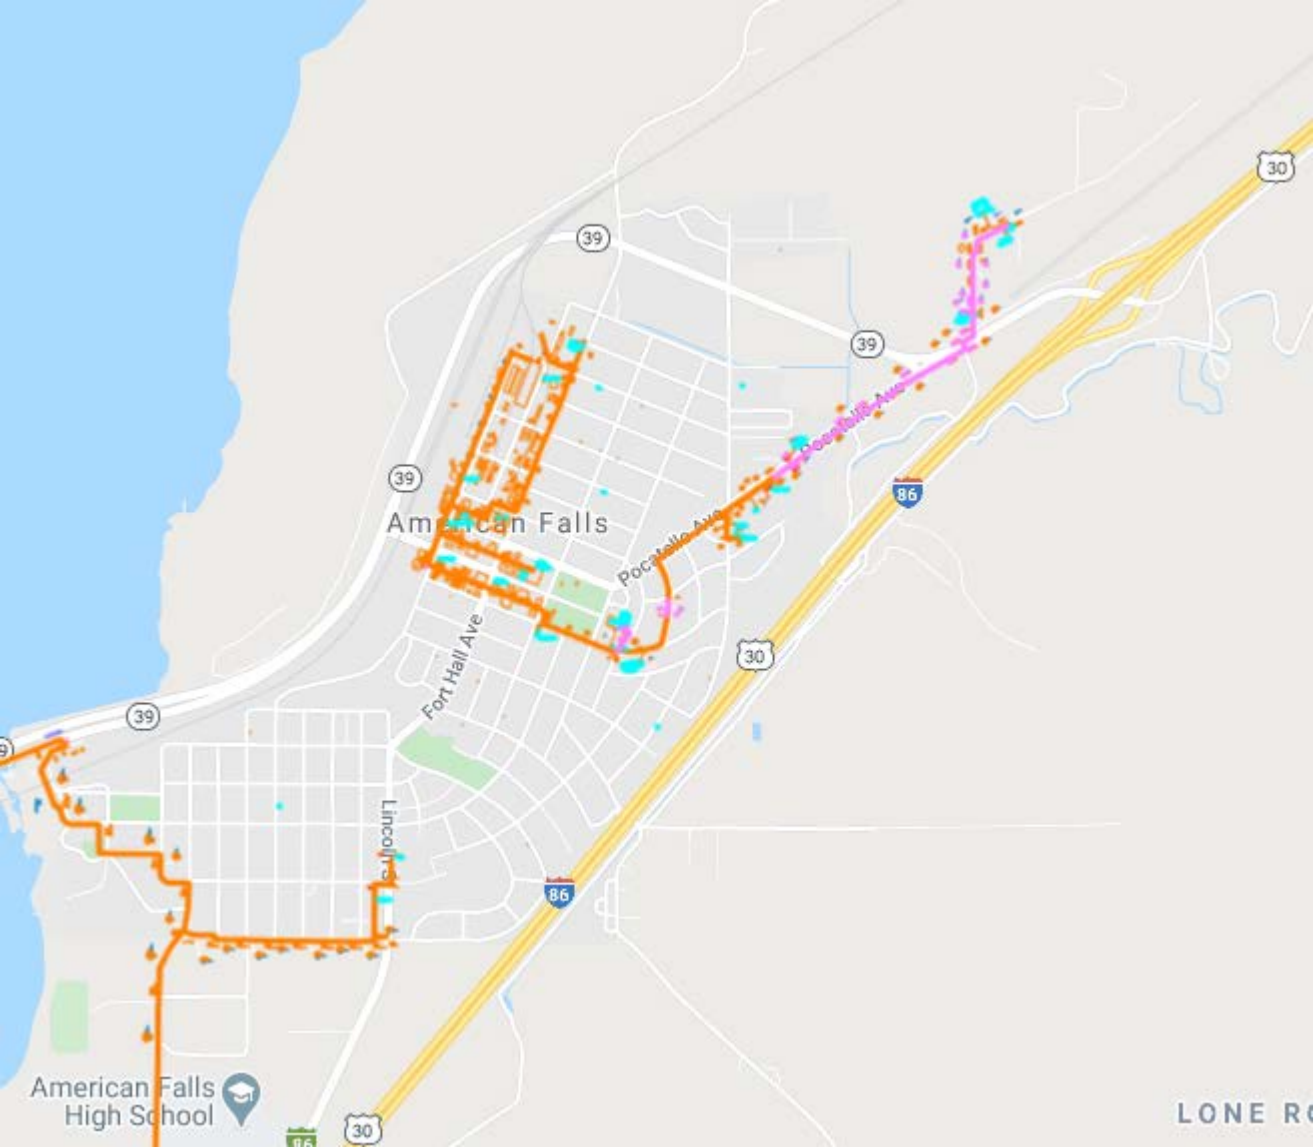 30
39
39
39
86
American Falls
Pocatello Ave
Pocatello Ave
Fort Hall Ave
30
39
Lincoln S
86
American Falls
High School
30
86
LONE RO